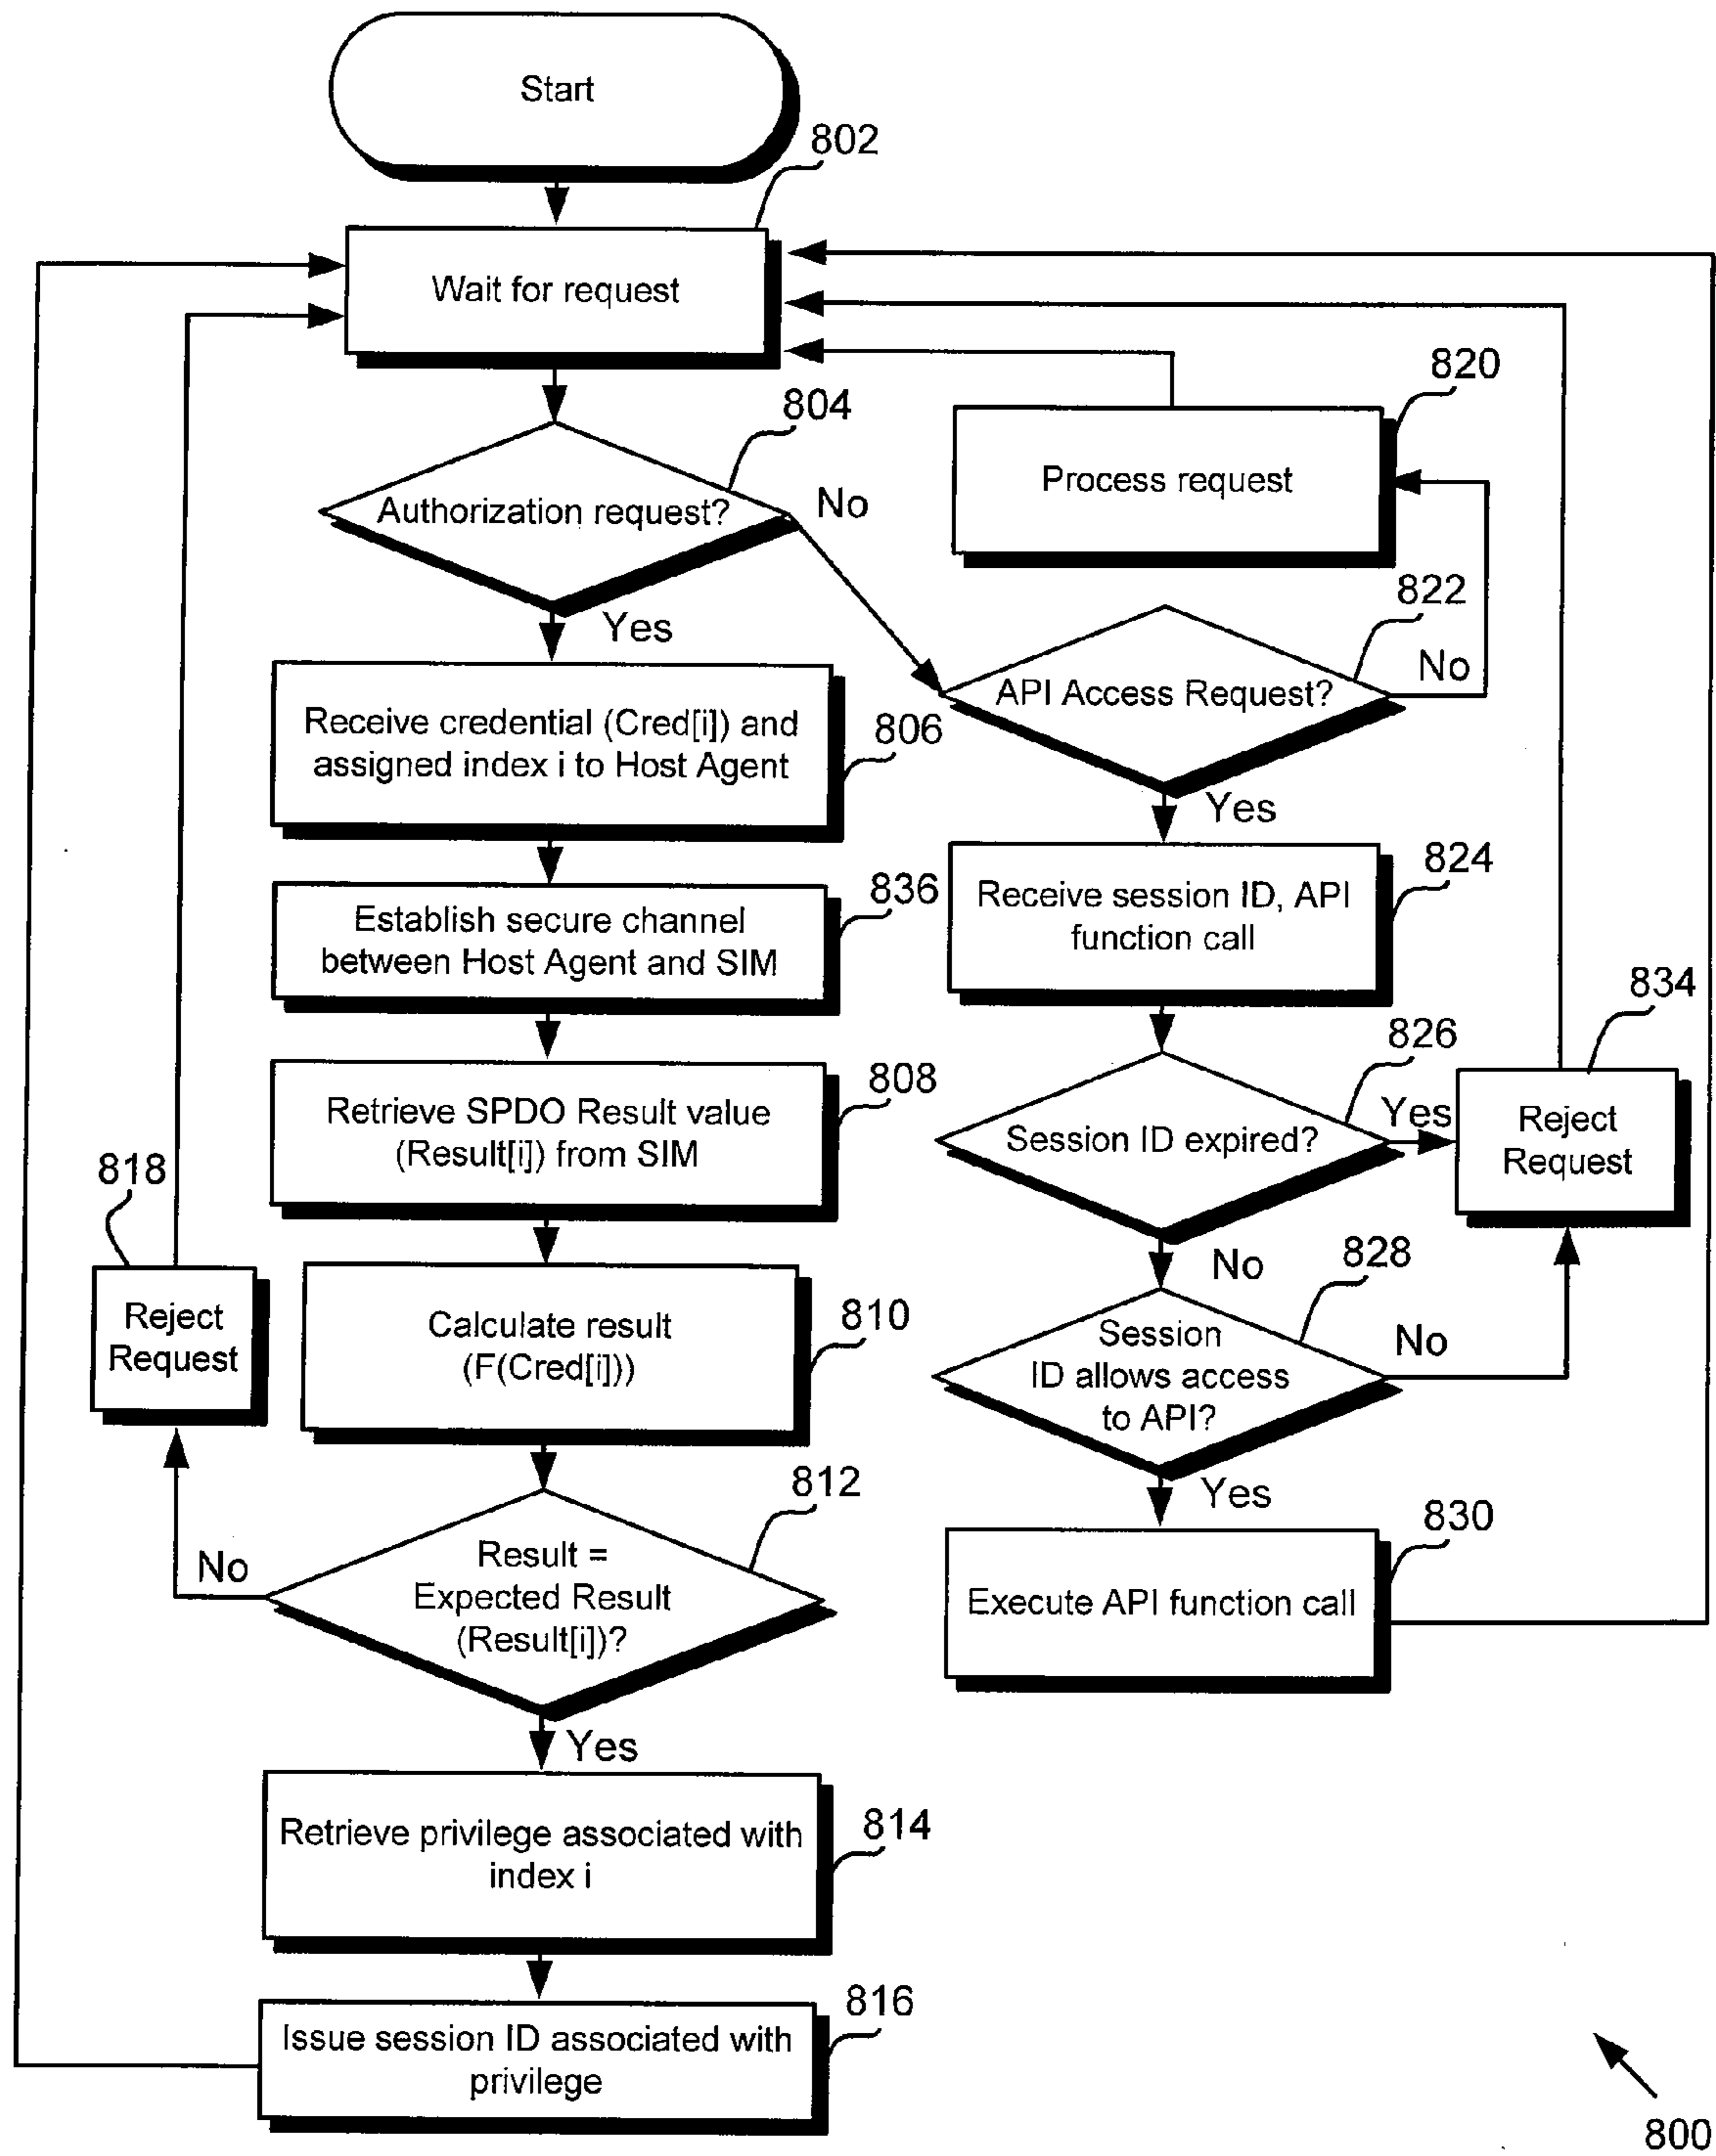 Start
802
Wait for request
804
Authorization request?
No
Yes
820
Process request
822
API Access Request?
No
Yes
Receive credential (Cred[i]) and
assigned index i to Host Agent
806
Establish secure channel
between Host Agent and SIM
836
Receive session ID, API
function call
824
Retrieve SPDO Result value
(Result[i]) from SIM
808
826
Session ID expired?
Yes
No
834
Reject
Request
818
Reject
Request
Calculate result
(F(Cred[i]))
810
828
Session
ID allows access
to API?
No
Yes
812
Result =
Expected Result
(Result[i])?
No
Yes
830
Execute API function call
Retrieve privilege associated with
index i
814
Issue session ID associated with
privilege
816
800